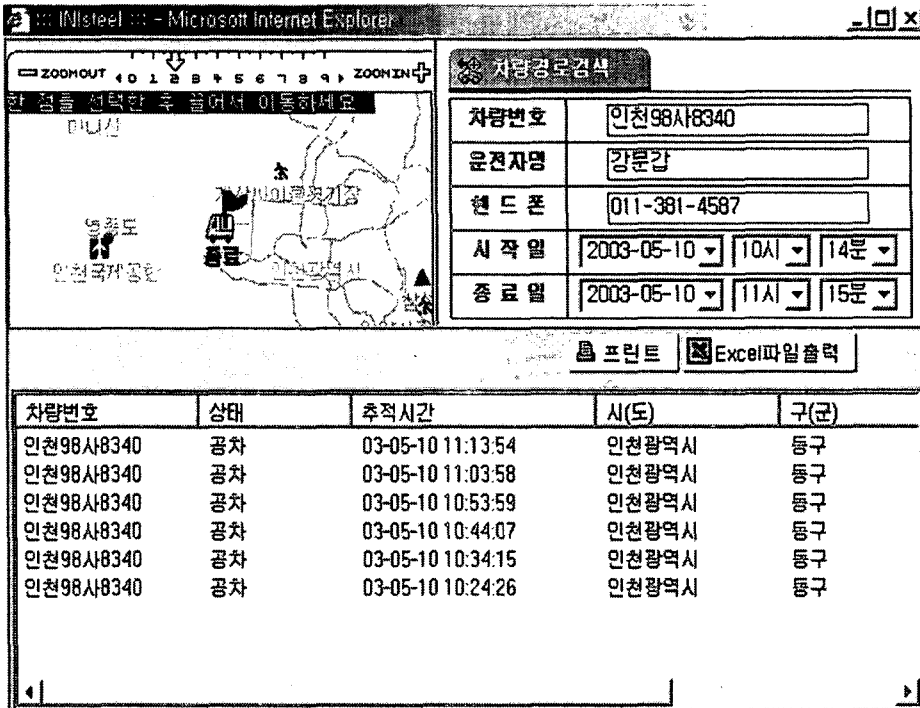 ::: INIsteel ::: - Microsoft Internet Explorer
ZOOMOUT 0 1 2 3 4 5 6 7 8 9 ZOOMIN
한 점를 선택한 후 끌어서 이동하세요
차량경로검색
영종도
인천국제공항
종료
인천광역시
차량번호 인천98사8340
운전자명 강문갑
핸드폰 011-381-4587
시작일 2003-05-10 10시 14분
종료일 2003-05-10 11시 15분
프린트 Excel파일출력
차량번호 상태 추적시간 시(도) 구(군)
인천98사8340 공차 03-05-10 11:13:54 인천광역시 동구
인천98사8340 공차 03-05-10 11:03:58 인천광역시 동구
인천98사8340 공차 03-05-10 10:53:59 인천광역시 동구
인천98사8340 공차 03-05-10 10:44:07 인천광역시 동구
인천98사8340 공차 03-05-10 10:34:15 인천광역시 동구
인천98사8340 공차 03-05-10 10:24:26 인천광역시 동구